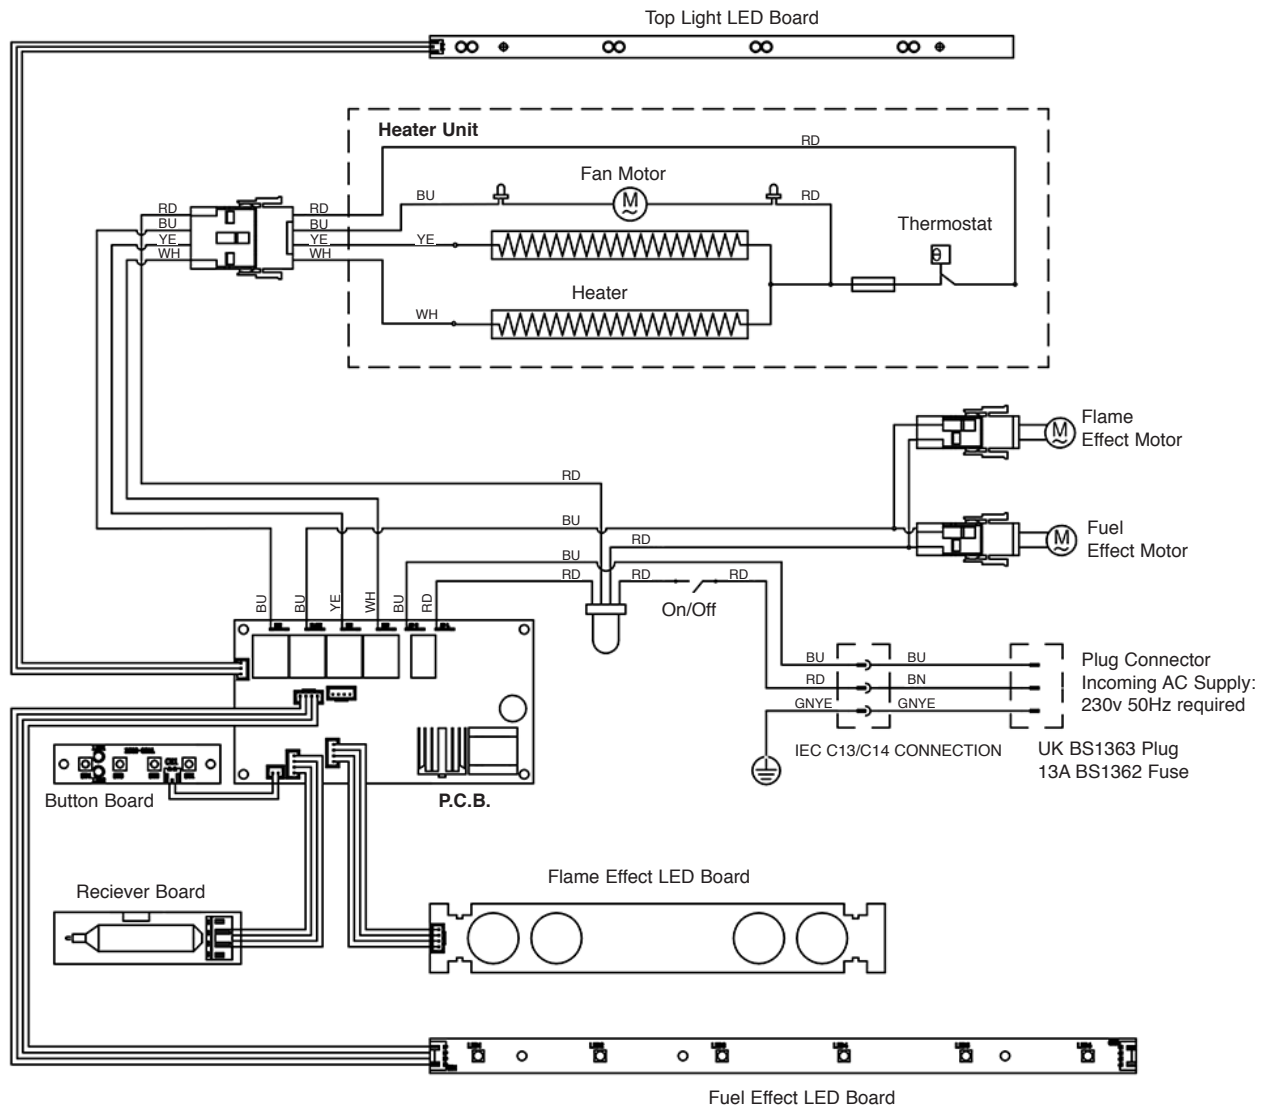 Top Light LED Board
Heater Unit
RD
Fan Motor
BU
RD
RD
BU
YE
WH
RD
BU
YE
WH
YE
Thermostat
Heater
WH
Flame
Effect Motor
RD
BU
RD
Fuel
Effect Motor
BU
RD
RD
RD
On/Off
BU
BU
YE
WH
BU
RD
BU
BU
RD
BN
GNYE
GNYE
Plug Connector
Incoming AC Supply:
230v 50Hz required
IEC C13/C14 CONNECTION
UK BS1363 Plug
13A BS1362 Fuse
Button Board
P.C.B.
Reciever Board
Flame Effect LED Board
Fuel Effect LED Board